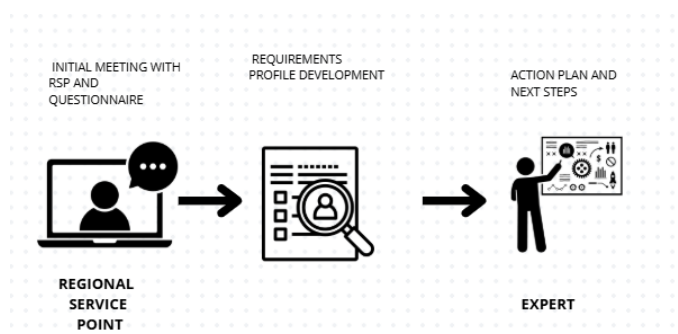 INITIAL MEETING WITH
RSP AND
QUESTIONNAIRE
REQUIREMENTS
PROFILE DEVELOPMENT
ACTION PLAN AND
NEXT STEPS
$
REGIONAL
SERVICE
POINT
EXPERT